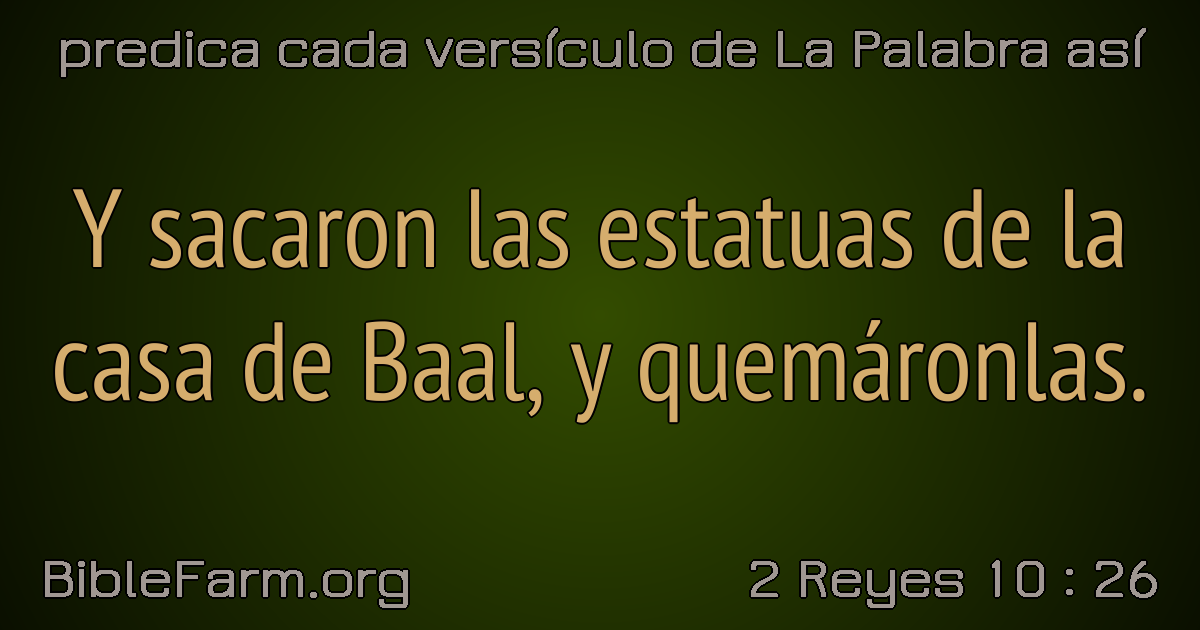 predica cada versículo de La Palabra así
Y sacaron las estatuas de la
casa de Baal, y quemáronlas.
BibleFarm.org
2 Reyes 10 : 26